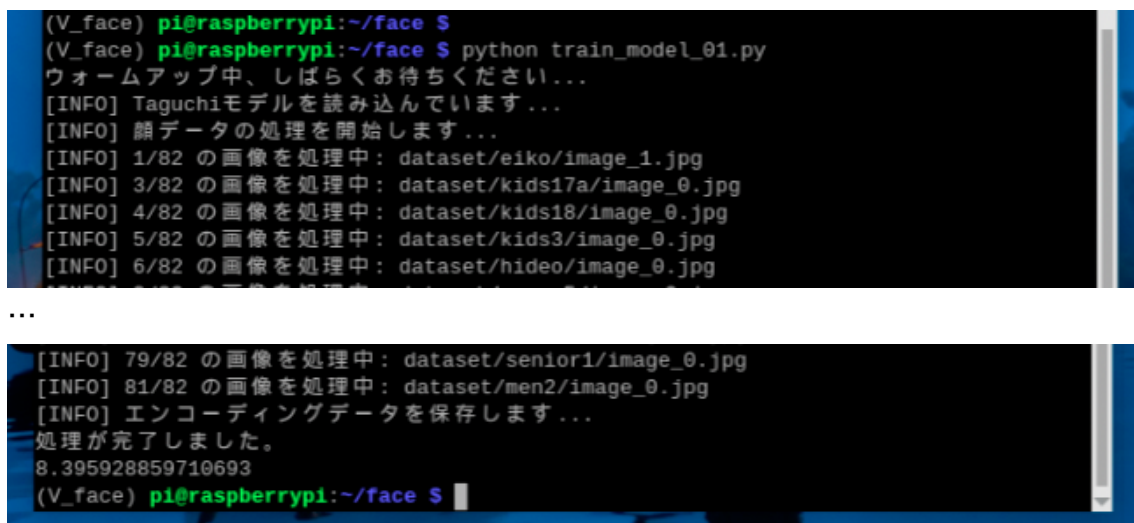 (V_face) pi@raspberrypi:~/face $
(V_face) pi@raspberrypi:~/face $ python train_model_01.py
ウォームアップ中、しばらくお待ちください...
[INFO] Taguchiモデルを読み込んでいます...
[INFO] 顔データの処理を開始します...
[INFO] 1/82 の画像を処理中: dataset/eiko/image_1.jpg
[INFO] 3/82 の画像を処理中: dataset/kids17a/image_0.jpg
[INFO] 4/82 の画像を処理中: dataset/kids18/image_0.jpg
[INFO] 5/82 の画像を処理中: dataset/kids3/image_0.jpg
[INFO] 6/82 の画像を処理中: dataset/hideo/image_0.jpg
...
[INFO] 79/82 の画像を処理中: dataset/senior1/image_0.jpg
[INFO] 81/82 の画像を処理中: dataset/men2/image_0.jpg
[INFO] エンコーディングデータを保存します...
処理が完了しました。
8.395928859710693
(V_face) pi@raspberrypi:~/face $